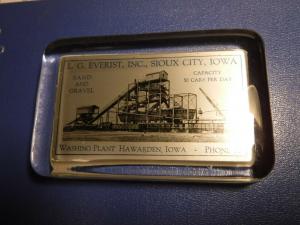 L. G. EVERIST, INC., SIOUX CITY, IOWA
SAND AND GRAVEL
CAPACITY 50 CARS PER DAY
WASHING PLANT HAWARDEN, IOWA - PHONE